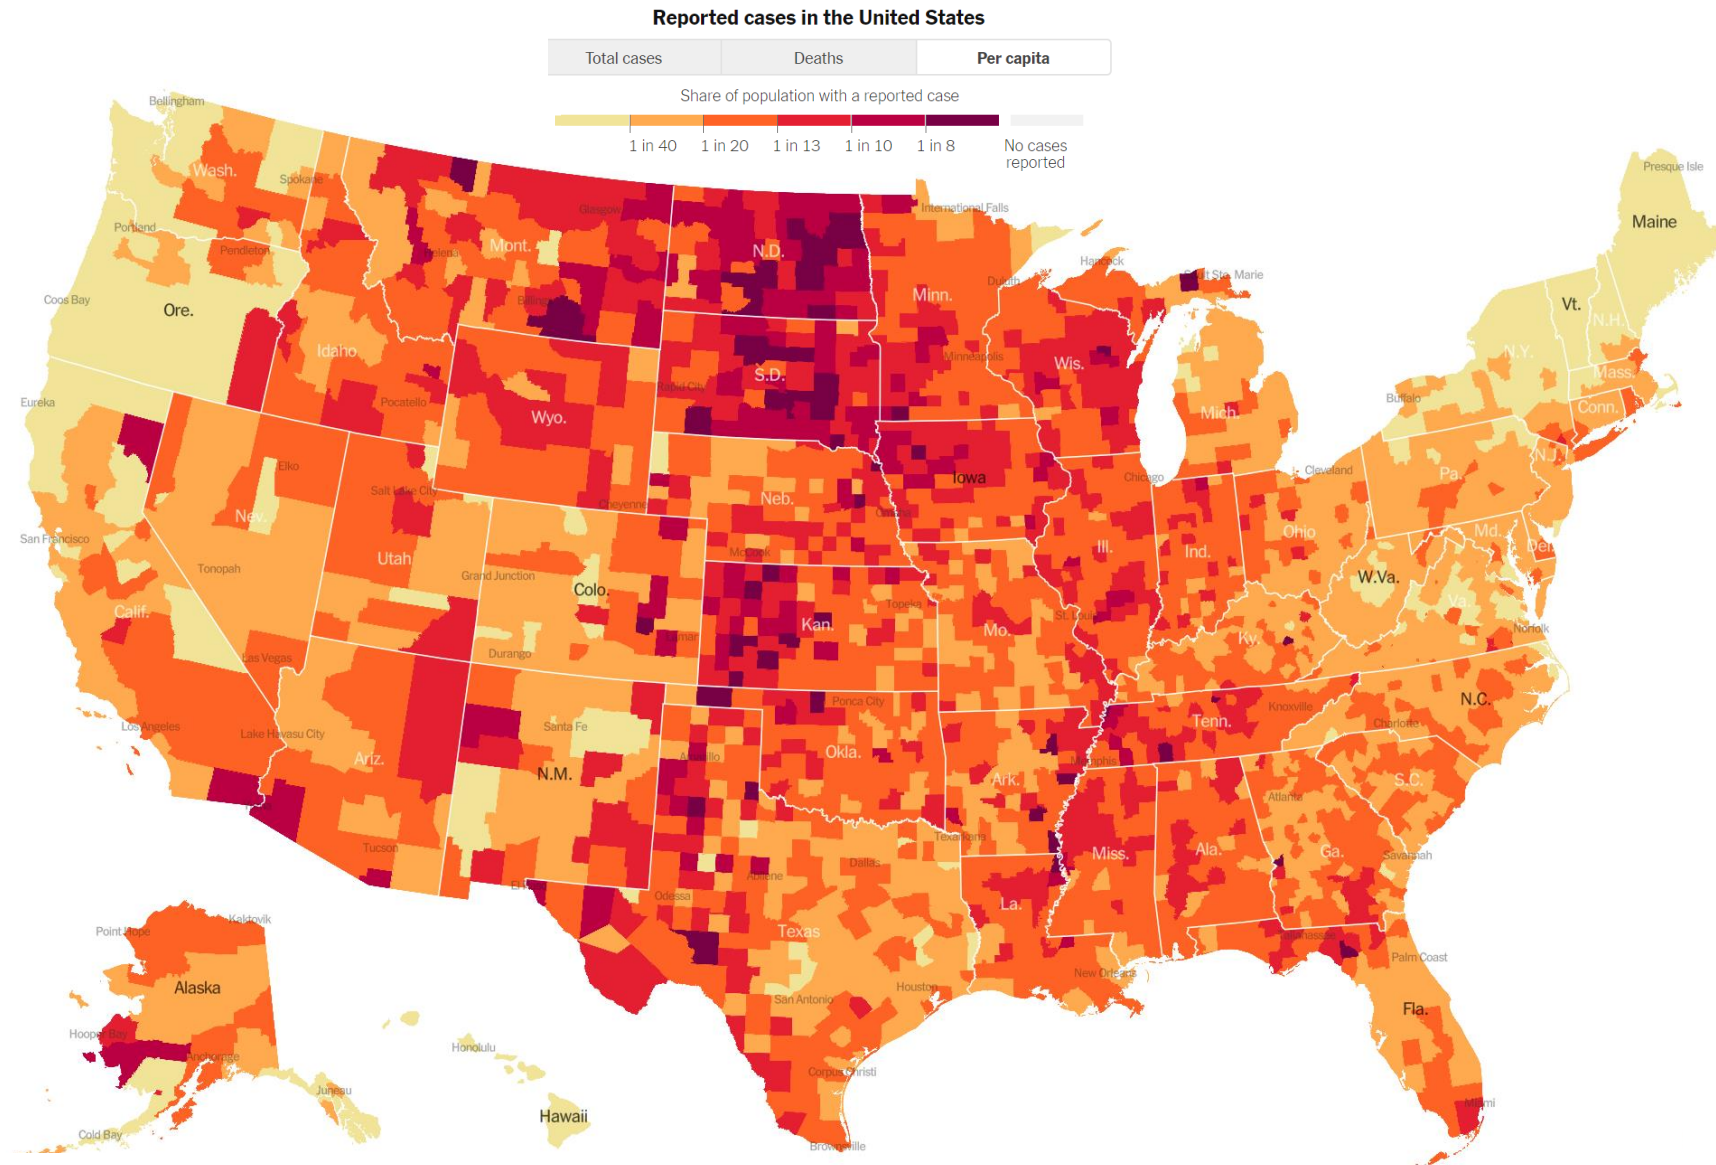 Reported cases in the United States
Total cases
Deaths
Per capita
Share of population with a reported case
1 in 40
1 in 20
1 in 13
1 in 10
1 in 8
No cases
reported
Bellingham
Presque Isle
Wash.
Spokane
Glasgow
International Falls
Maine
Portland
Pendleton
Helena
Mont.
N.D.
Hancock
Sault Ste. Marie
Duluth
Coos Bay
Ore.
Billings
Minn.
Vt.
N.H.
Idaho
Minneapolis
Wis.
N.Y.
Rapid City
S.D.
Mass.
Eureka
Pocatello
Wyo.
Mich.
Buffalo
Conn.
Elko
Salt Lake City
Cheyenne
Neb.
Omaha
Iowa
Chicago
Cleveland
Pa.
N.J.
Nev.
San Francisco
Utah
McCook
Ill.
Ind.
Ohio
Md.
Del.
Tonopah
Grand Junction
Colo.
W.Va.
Va.
Calif.
Topeka
Kan.
Mo.
St. Louis
Ky.
Norfolk
Lamar
Las Vegas
Durango
Ponca City
Knoxville
N.C.
Los Angeles
Lake Havasu City
Santa Fe
Tenn.
Charlotte
Ariz.
N.M.
Amarillo
Okla.
Memphis
Ark.
S.C.
Atlanta
Tucson
Texarkana
Dallas
Miss.
Ala.
Ga.
Savannah
El Paso
Odessa
Abilene
La.
Kaktovik
Point Hope
Texas
Tallahassee
Palm Coast
Alaska
New Orleans
Houston
San Antonio
Fla.
Hooper Bay
Anchorage
Honolulu
Corpus Christi
Juneau
Miami
Hawaii
Cold Bay
Brownsville